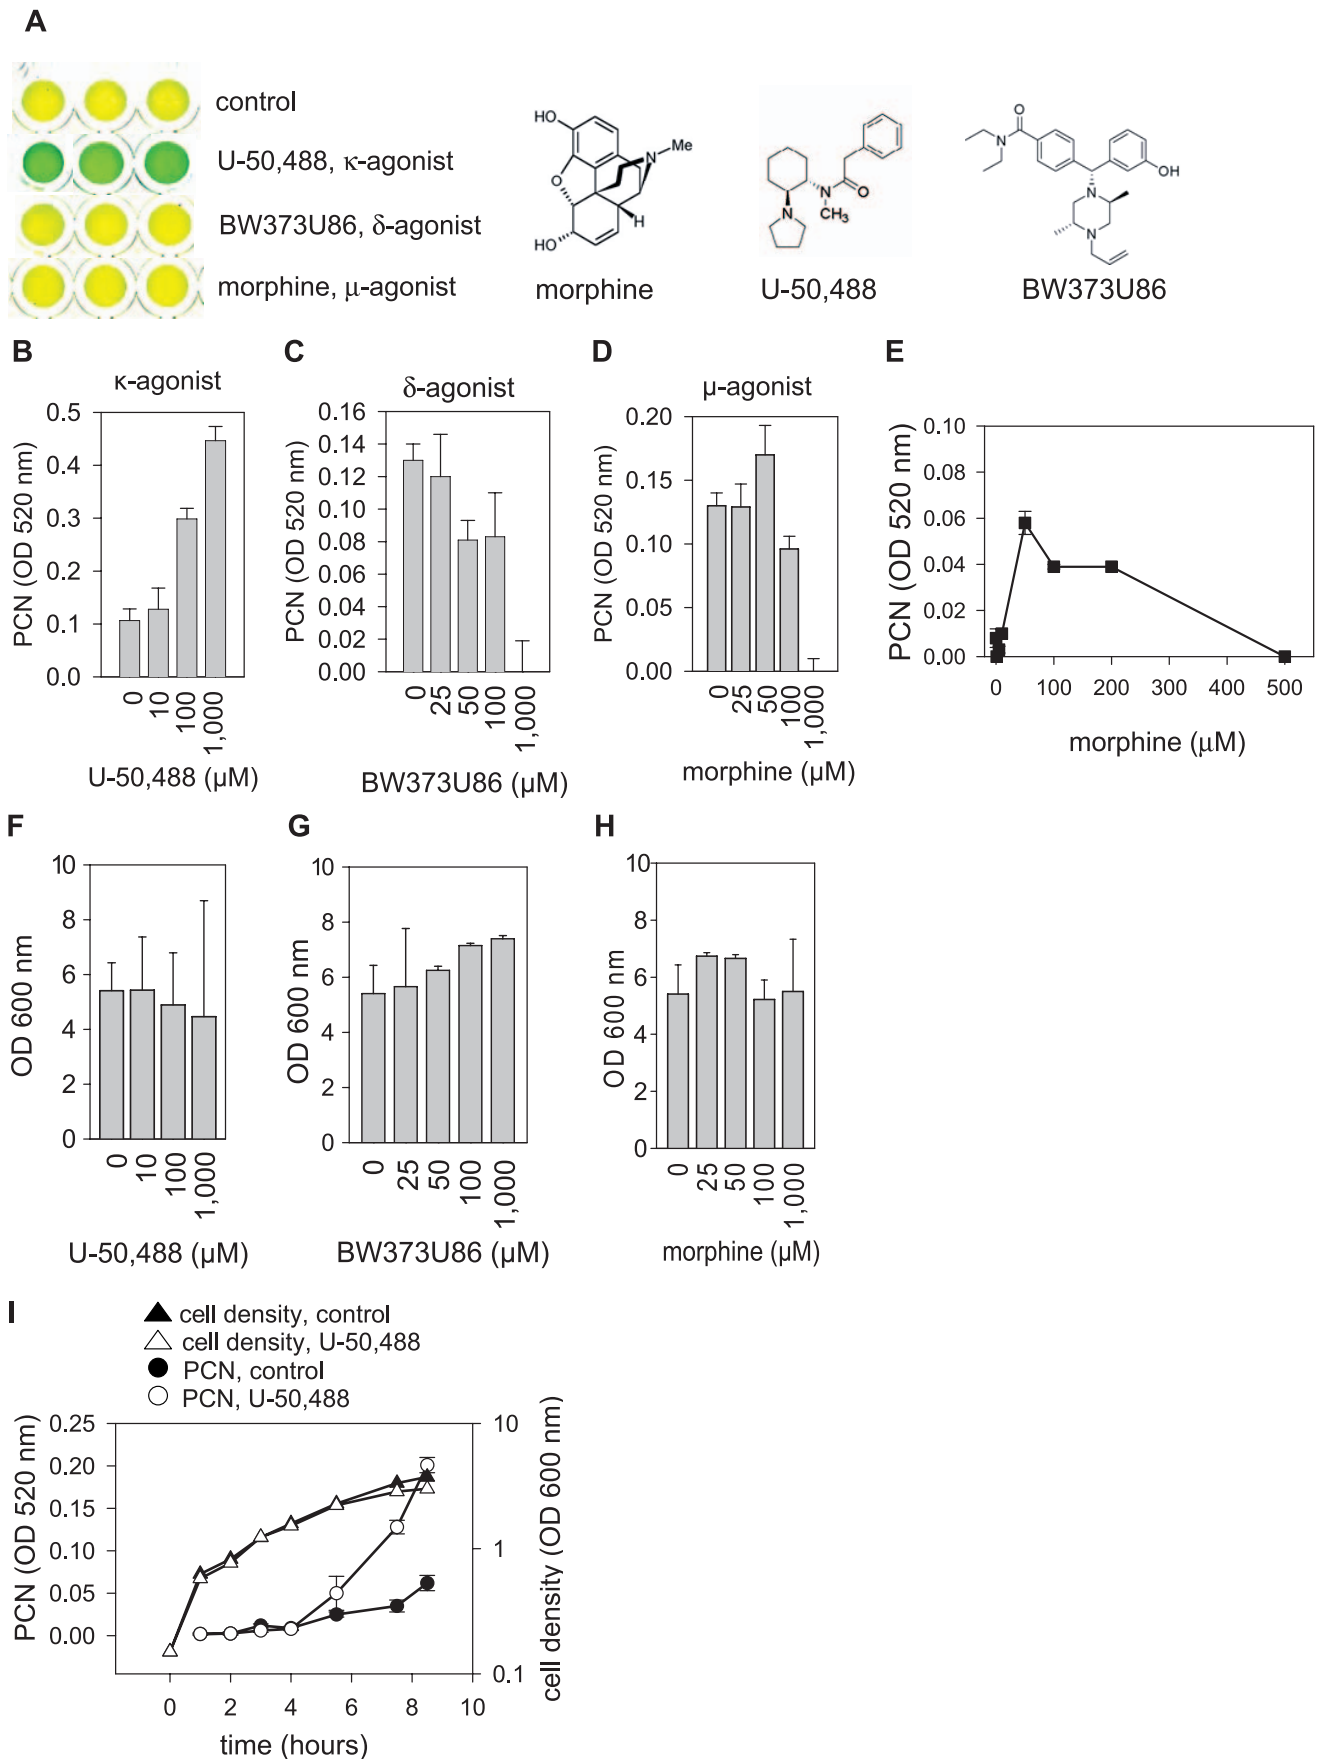 A
control
U-50,488, κ-agonist
BW373U86, δ-agonist
morphine, μ-agonist
HO
O
HO
N
Me
H
morphine
N
N
CH3
O
U-50,488
O
N
OH
N
N
BW373U86
B
κ-agonist
PCN (OD 520 nm)
0.5
0.4
0.3
0.2
0.1
0.0
0
10
100
1,000
U-50,488 (μM)
C
δ-agonist
PCN (OD 520 nm)
0.16
0.14
0.12
0.10
0.08
0.06
0.04
0.02
0.00
0
25
50
100
1,000
BW373U86 (μM)
D
μ-agonist
PCN (OD 520 nm)
0.20
0.15
0.10
0.05
0.00
0
25
50
100
1,000
morphine (μM)
E
PCN (OD 520 nm)
0.10
0.08
0.06
0.04
0.02
0.00
0 100 200 300 400 500
morphine (μM)
F
OD 600 nm
10
8
6
4
2
0
0
10
100
1,000
U-50,488 (μM)
G
OD 600 nm
10
8
6
4
2
0
0
25
50
100
1,000
BW373U86 (μM)
H
OD 600 nm
10
8
6
4
2
0
0
25
50
100
1,000
morphine (μM)
I
cell density, control
cell density, U-50,488
PCN, control
PCN, U-50,488
PCN (OD 520 nm)
0.25
0.20
0.15
0.10
0.05
0.00
10
1
0.1
cell density (OD 600 nm)
0 2 4 6 8 10
time (hours)